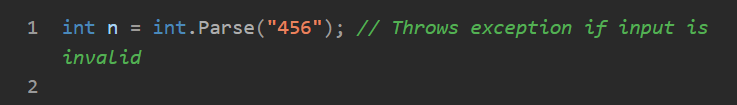 1 int n = int.Parse("456"); // Throws exception if input is
invalid
2